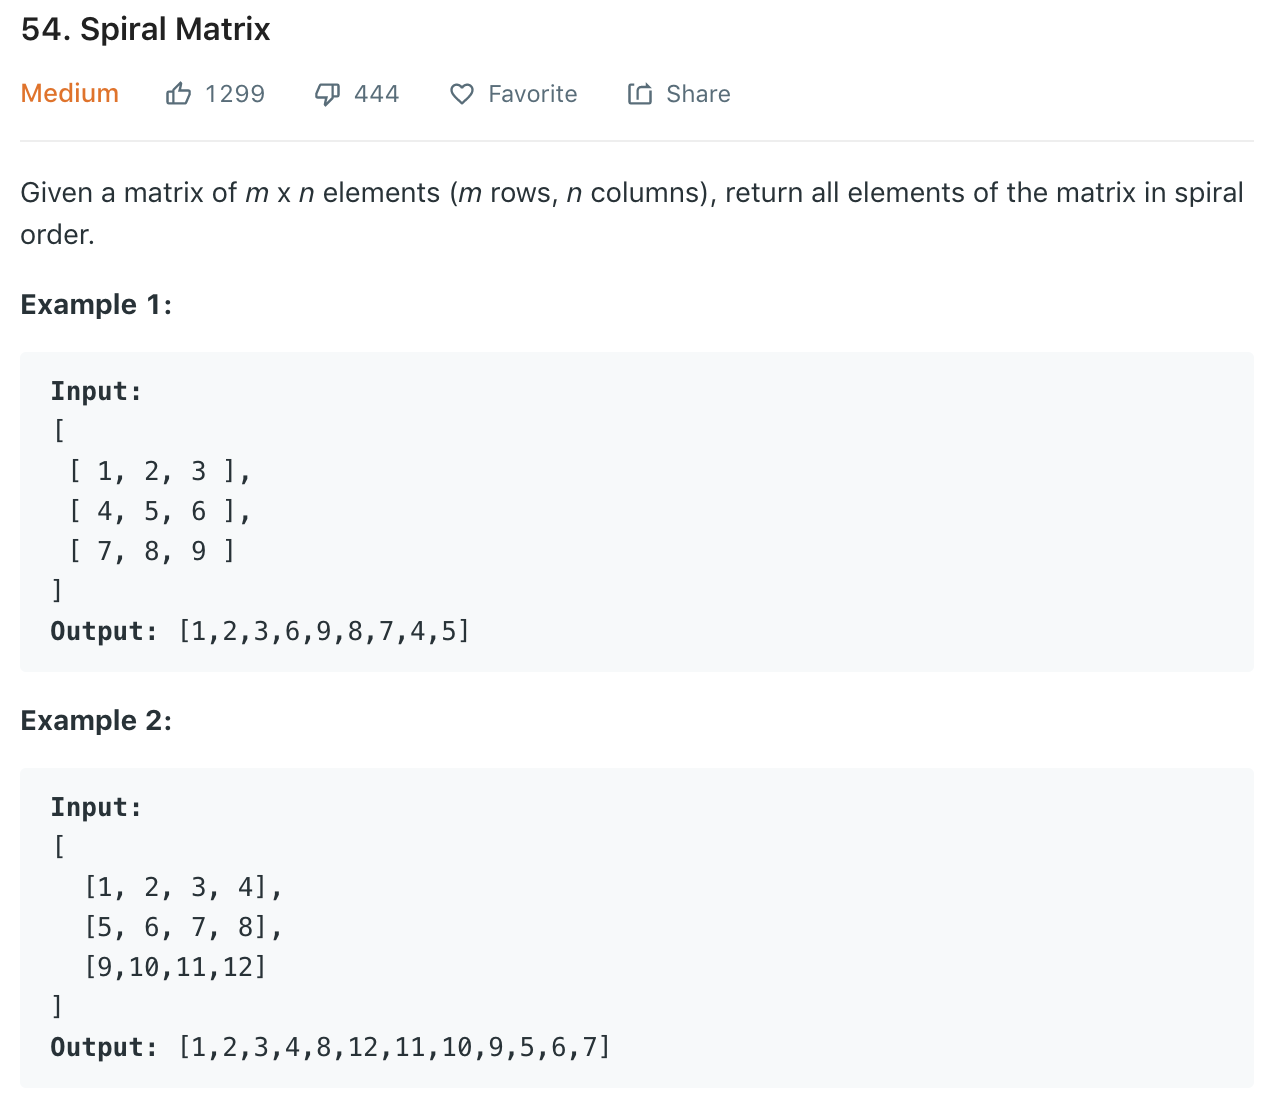 54. Spiral Matrix
Medium 1299 444 Favorite Share
Given a matrix of m x n elements (m rows, n columns), return all elements of the matrix in spiral
order.
Example 1:
Input:
[
 [ 1, 2, 3 ],
 [ 4, 5, 6 ],
 [ 7, 8, 9 ]
]
Output: [1,2,3,6,9,8,7,4,5]
Example 2:
Input:
[
  [1, 2, 3, 4],
  [5, 6, 7, 8],
  [9,10,11,12]
]
Output: [1,2,3,4,8,12,11,10,9,5,6,7]